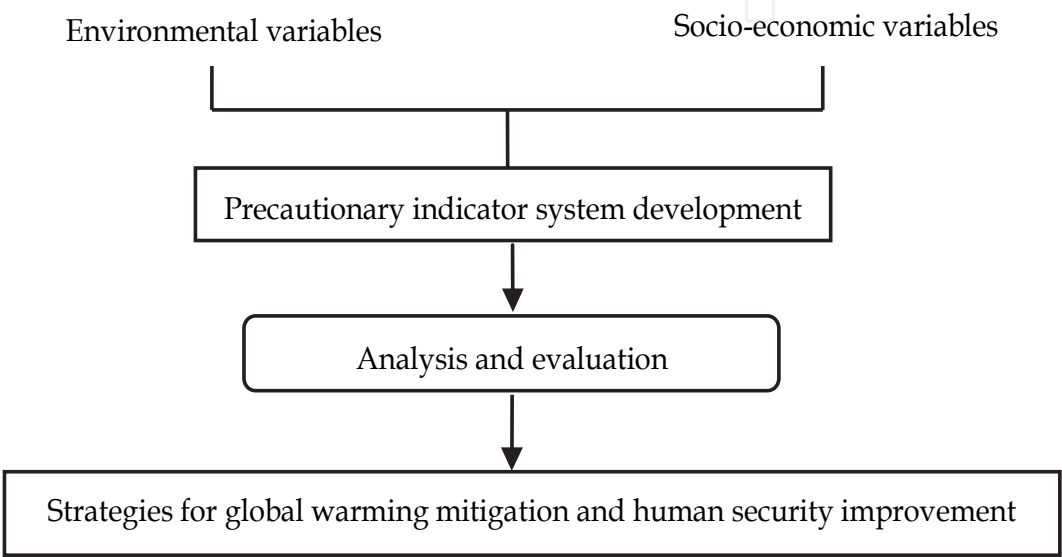 Environmental variables
Socio-economic variables
Precautionary indicator system development
Analysis and evaluation
Strategies for global warming mitigation and human security improvement